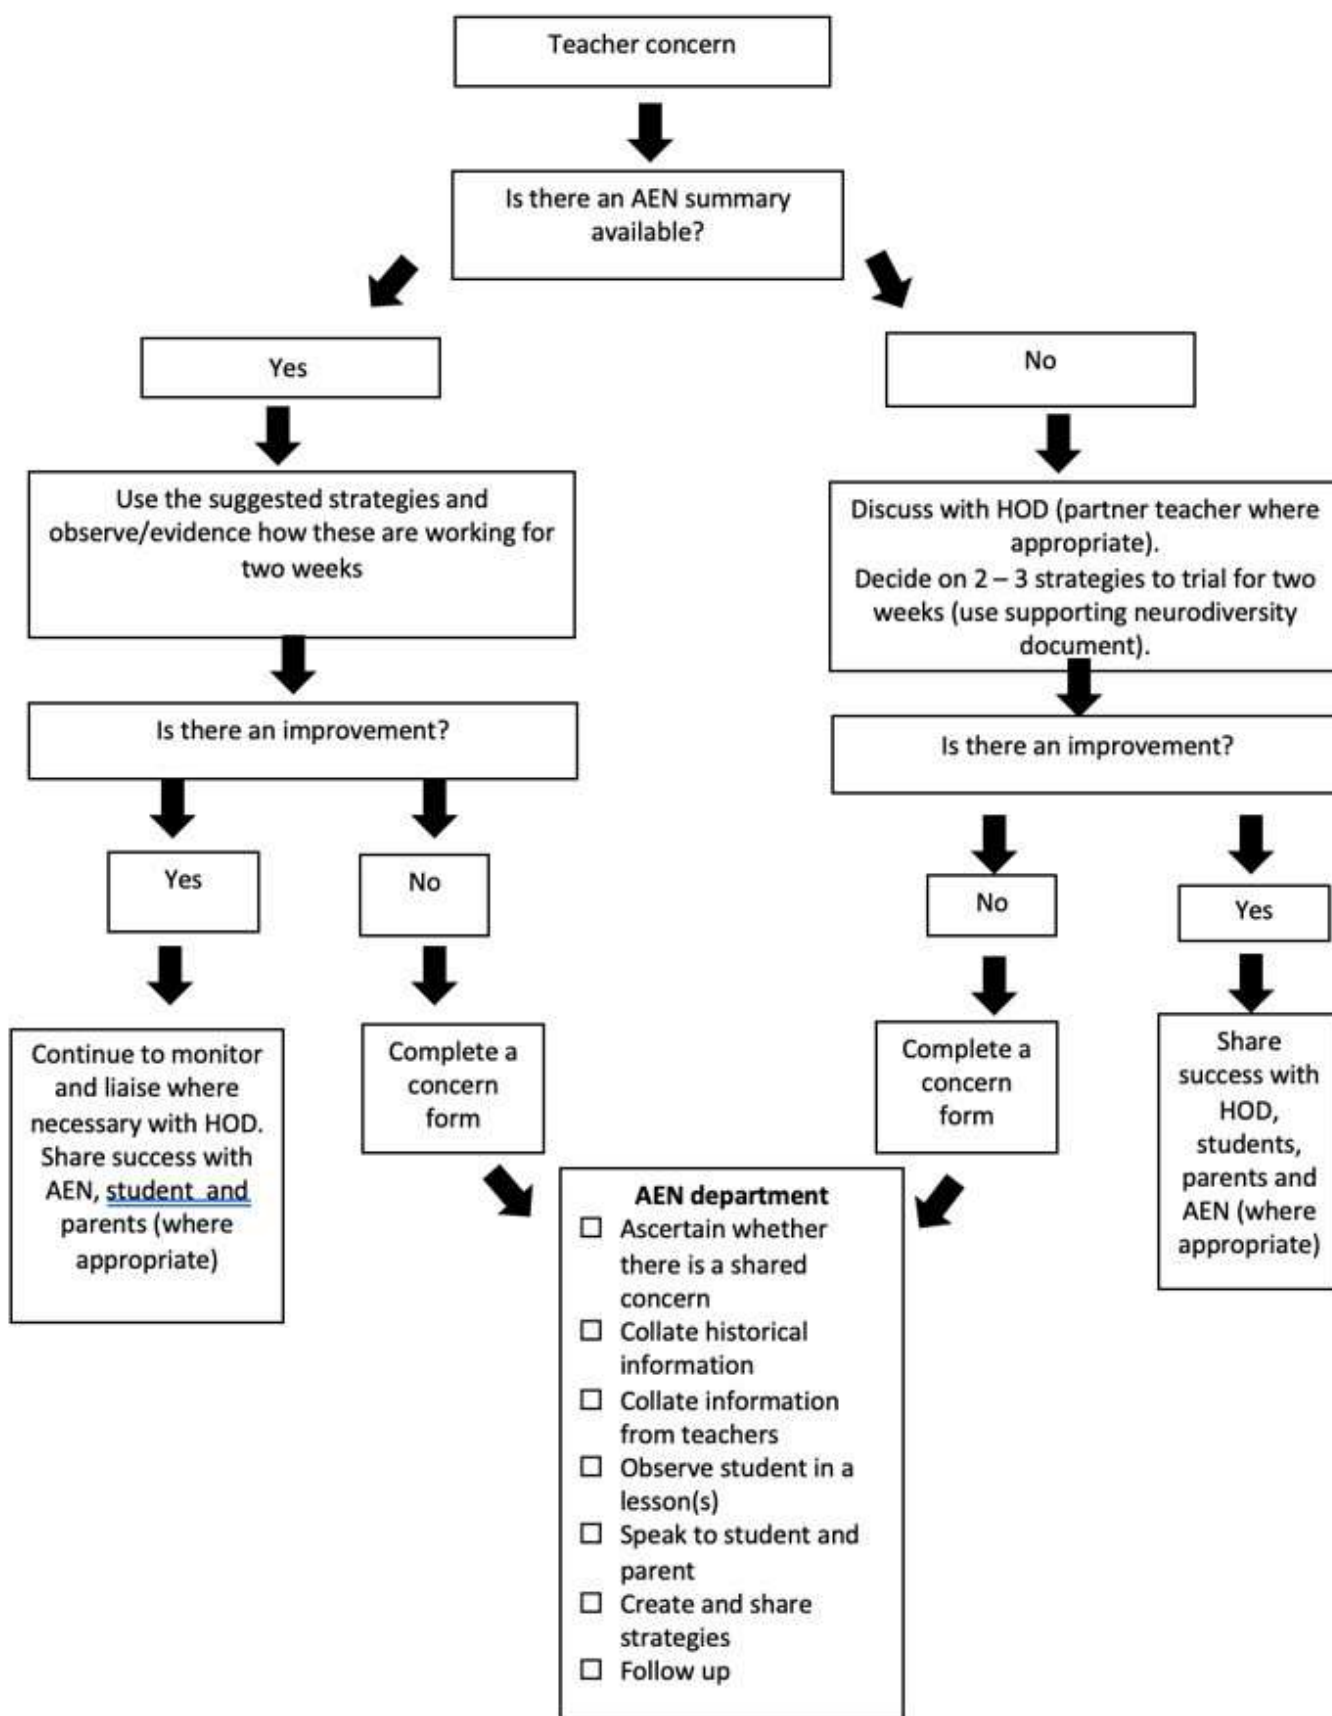 Teacher concern
Is there an AEN summary
available?
Yes
No
Use the suggested strategies and
observe/evidence how these are working for
two weeks
Discuss with HOD (partner teacher where
appropriate).
Decide on 2 – 3 strategies to trial for two
weeks (use supporting neurodiversity
document).
Is there an improvement?
Is there an improvement?
Yes
No
No
Yes
Continue to monitor
and liaise where
necessary with HOD.
Share success with
AEN, student and
parents (where
appropriate)
Complete a
concern
form
Complete a
concern
form
Share
success with
HOD,
students,
parents and
AEN (where
appropriate)
AEN department
☐ Ascertain whether
there is a shared
concern
☐ Collate historical
information
☐ Collate information
from teachers
☐ Observe student in a
lesson(s)
☐ Speak to student and
parent
☐ Create and share
strategies
☐ Follow up